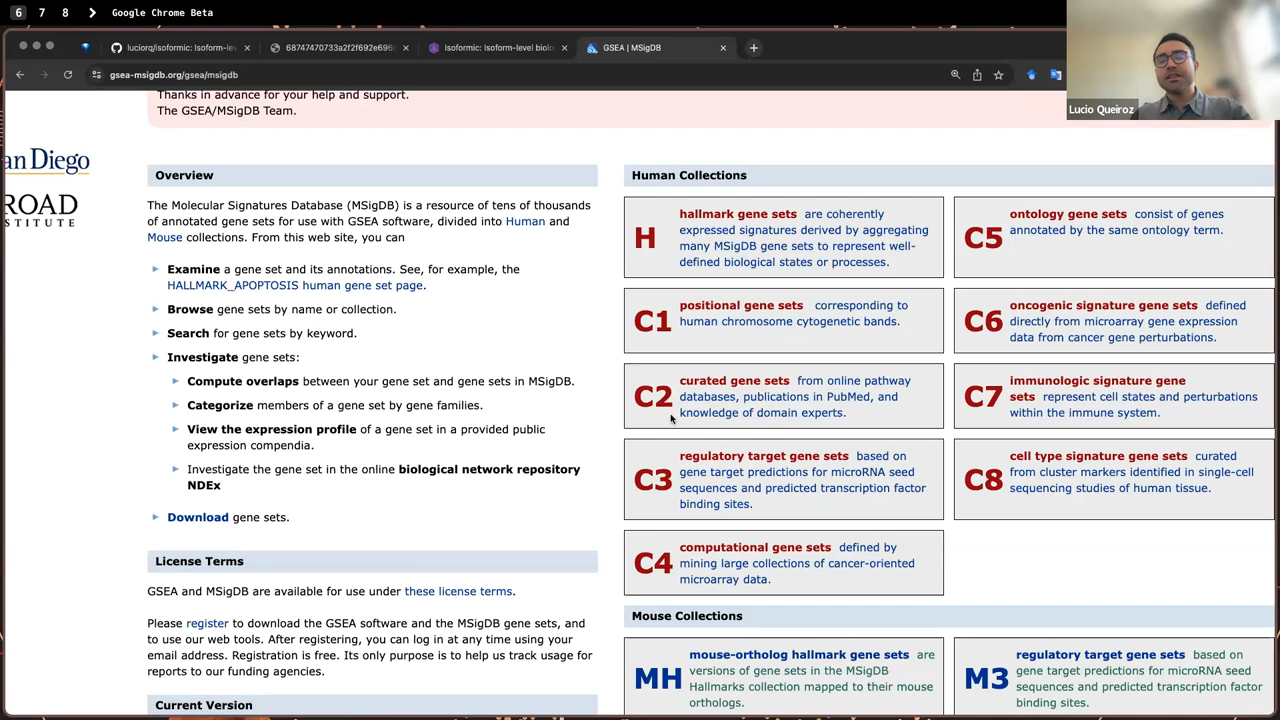 6 7 8 Google Chrome Beta
luciorq/isoformic: Isoform-lev
68747470733a2f2f692e696
Isoformic: Isoform-level biolo
GSEA | MSigDB
gsea-msigdb.org/gsea/msigdb
Lucio Queiroz
Thanks in advance for your help and support.
The GSEA/MSigDB Team.
an Diego
ROAD
STITUTE
Overview
The Molecular Signatures Database (MSigDB) is a resource of tens of thousands
of annotated gene sets for use with GSEA software, divided into Human and
Mouse collections. From this web site, you can
Examine a gene set and its annotations. See, for example, the
HALLMARK_APOPTOSIS human gene set page.
Browse gene sets by name or collection.
Search for gene sets by keyword.
Investigate gene sets:
Compute overlaps between your gene set and gene sets in MSigDB.
Categorize members of a gene set by gene families.
View the expression profile of a gene set in a provided public
expression compendia.
Investigate the gene set in the online biological network repository
NDEx
Download gene sets.
License Terms
GSEA and MSigDB are available for use under these license terms.
Please register to download the GSEA software and the MSigDB gene sets, and
to use our web tools. After registering, you can log in at any time using your
email address. Registration is free. Its only purpose is to help us track usage for
reports to our funding agencies.
Current Version
Human Collections
H
hallmark gene sets are coherently
expressed signatures derived by aggregating
many MSigDB gene sets to represent well-
defined biological states or processes.
C1
positional gene sets corresponding to
human chromosome cytogenetic bands.
C2
curated gene sets from online pathway
databases, publications in PubMed, and
knowledge of domain experts.
C3
regulatory target gene sets based on
gene target predictions for microRNA seed
sequences and predicted transcription factor
binding sites.
C4
computational gene sets defined by
mining large collections of cancer-oriented
microarray data.
C5
ontology gene sets consist of genes
annotated by the same ontology term.
C6
oncogenic signature gene sets defined
directly from microarray gene expression
data from cancer gene perturbations.
C7
immunologic signature gene
sets represent cell states and perturbations
within the immune system.
C8
cell type signature gene sets curated
from cluster markers identified in single-cell
sequencing studies of human tissue.
Mouse Collections
MH
mouse-ortholog hallmark gene sets are
versions of gene sets in the MSigDB
Hallmarks collection mapped to their mouse
orthologs.
M3
regulatory target gene sets based on
gene target predictions for microRNA seed
sequences and predicted transcription factor
binding sites.